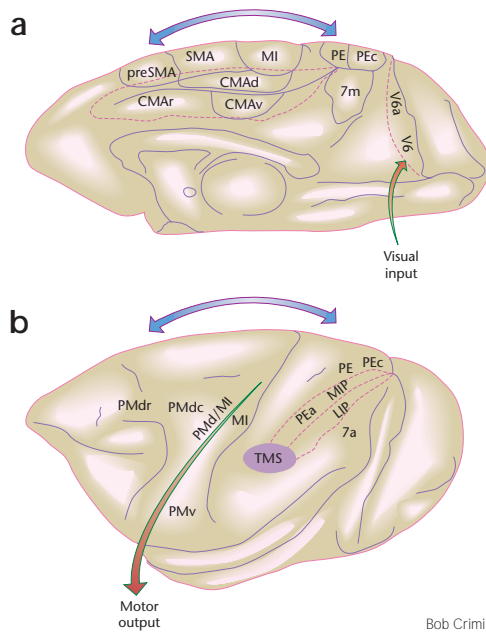 a
SMA
MI
PE
PEc
preSMA
CMAd
CMAr
CMAv
7m
V6a
V6
Visual
input
b
PE
PEc
PMdr
PMdc
PMd/MI
MI
PEa
MIP
LIP
7a
TMS
PMv
Motor
output
Bob Crimi